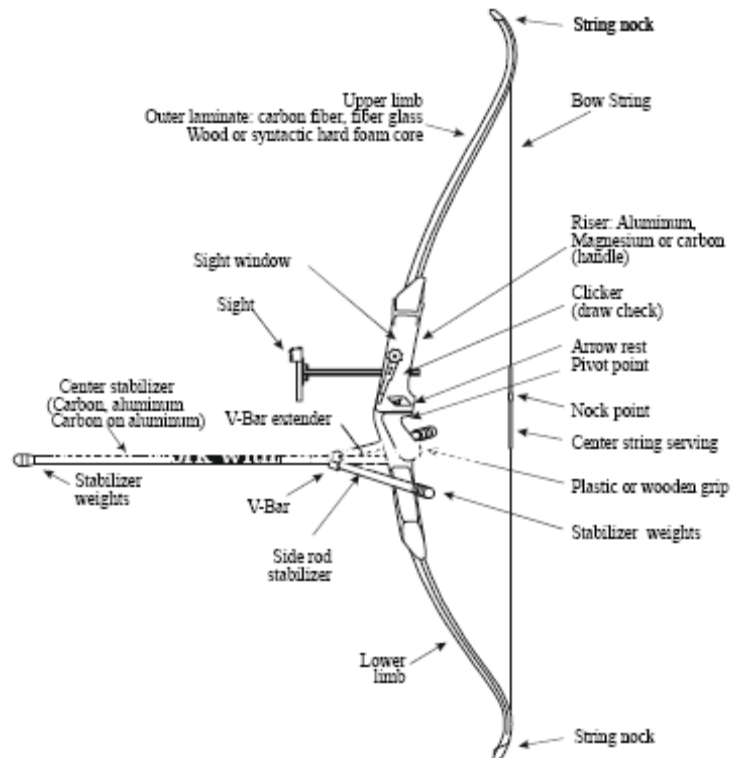 String nock
Bow String
Upper limb
Outer laminate: carbon fiber, fiber glass
Wood or syntactic hard foam core
Riser: Aluminum,
Magnesium or carbon
(handle)
Sight window
Clicker
(draw check)
Sight
Arrow rest
Pivot point
Center stabilizer
(Carbon, aluminum
Carbon on aluminum)
V-Bar extender
Nock point
Center string serving
Stabilizer
weights
V-Bar
Plastic or wooden grip
Stabilizer weights
Side rod
stabilizer
Lower
limb
String nock